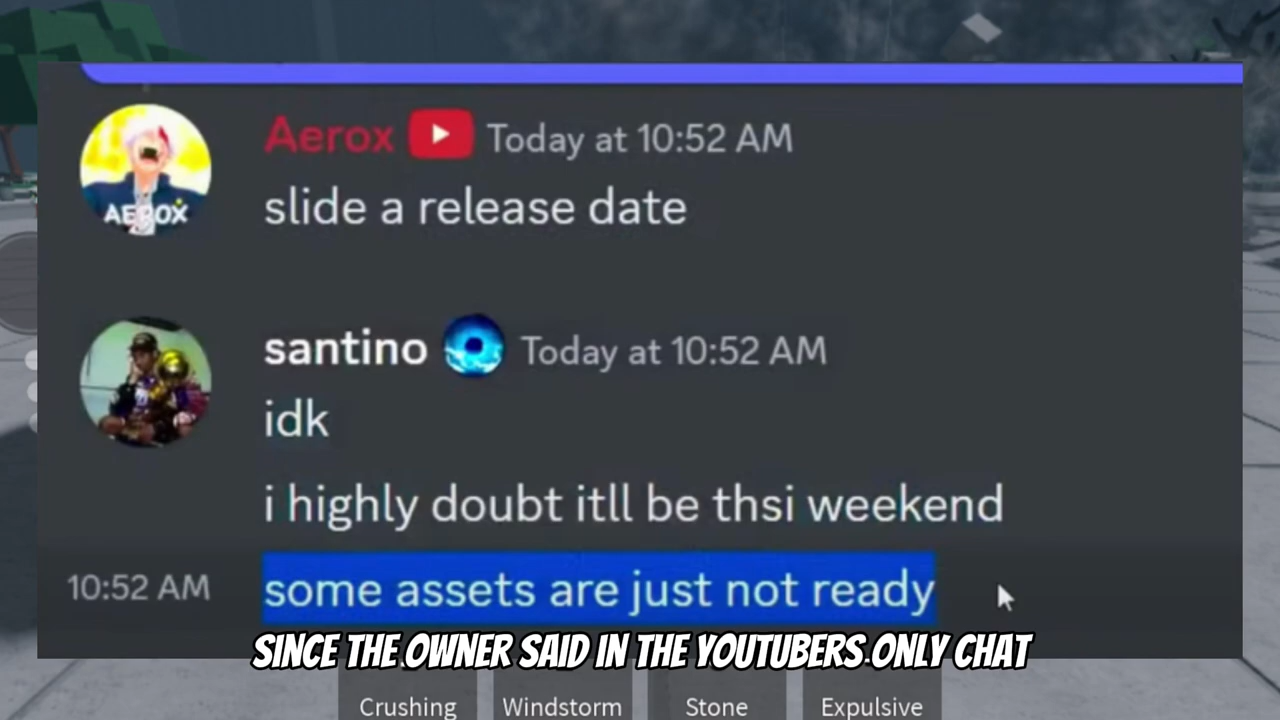 Aerox Today at 10:52 AM
slide a release date
AEROX
santino Today at 10:52 AM
idk
i highly doubt itll be thsi weekend
10:52 AM some assets are just not ready
SINCE THE OWNER SAID IN THE YOUTUBERS ONLY CHAT
Crushing Windstorm Stone Expulsive